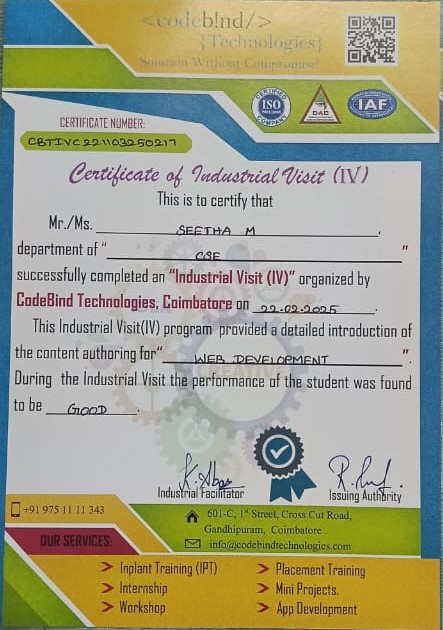 <codeb!nd/>
{Technologies}
Solution Without Compromise!
CERTIFIED
ISO
COMPANY
DAC
IAF
CERTIFICATE NUMBER:
CBTIVC221103250217
Certificate of Industrial Visit (IV)
This is to certify that
Mr./Ms. SEETHA M .
department of " CSE "
successfully completed an "Industrial Visit (IV)" organized by
CodeBind Technologies, Coimbatore on 22.02.2025 .
This Industrial Visit(IV) program provided a detailed introduction of
the content authoring for" WEB DEVELOPMENT ".
During the Industrial Visit the performance of the student was found
to be GOOD .
CREATIVE
Industrial Facilitator
Issuing Authority
+91 975 11 11 343
601-C, 1st Street, Cross Cut Road,
Gandhipuram, Coimbatore.
info@codebindtechnologies.com
OUR SERVICES:
Inplant Training (IPT)
Internship
Workshop
Placement Training
Mini Projects.
App Development